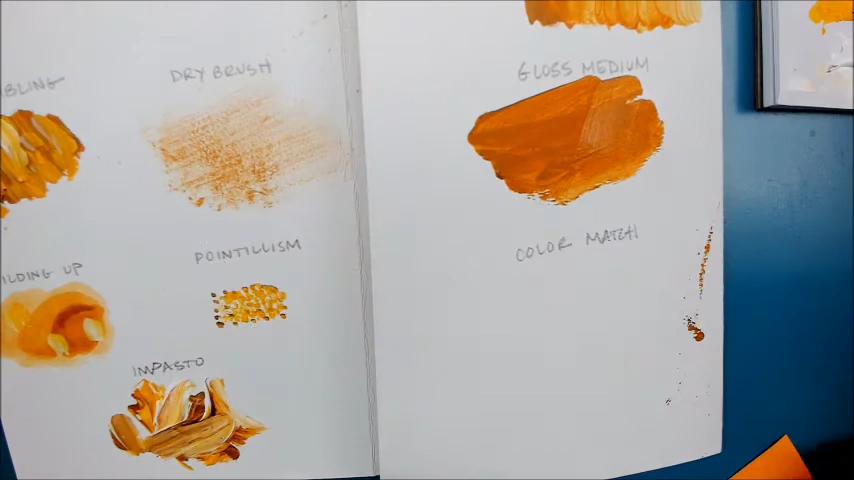 DRY BRUSH
GLOSS MEDIUM
POINTILLISM
COLOR MATCH
IMPASTO